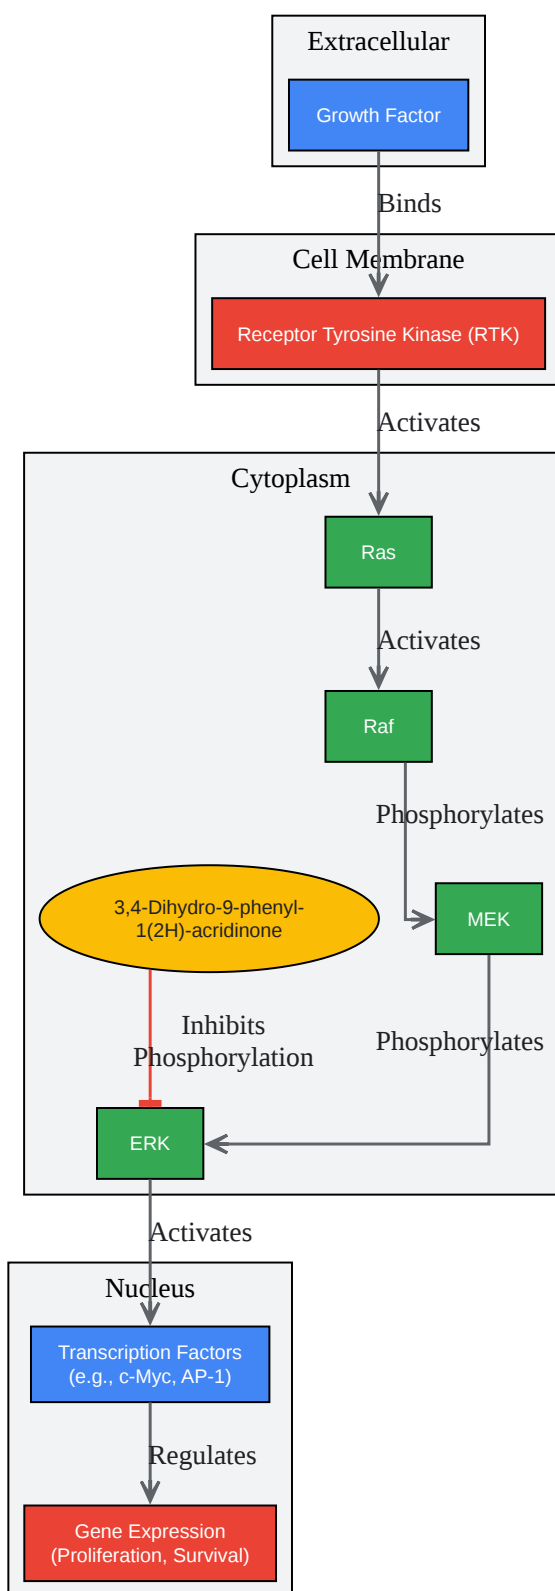 Extracellular
Growth Factor
Binds
Cell Membrane
Receptor Tyrosine Kinase (RTK)
Activates
Cytoplasm
Ras
Activates
Raf
Phosphorylates
3,4-Dihydro-9-phenyl-
1(2H)-acridinone
MEK
Inhibits
Phosphorylation
Phosphorylates
ERK
Activates
Nucleus
Transcription Factors
(e.g., c-Myc, AP-1)
Regulates
Gene Expression
(Proliferation, Survival)